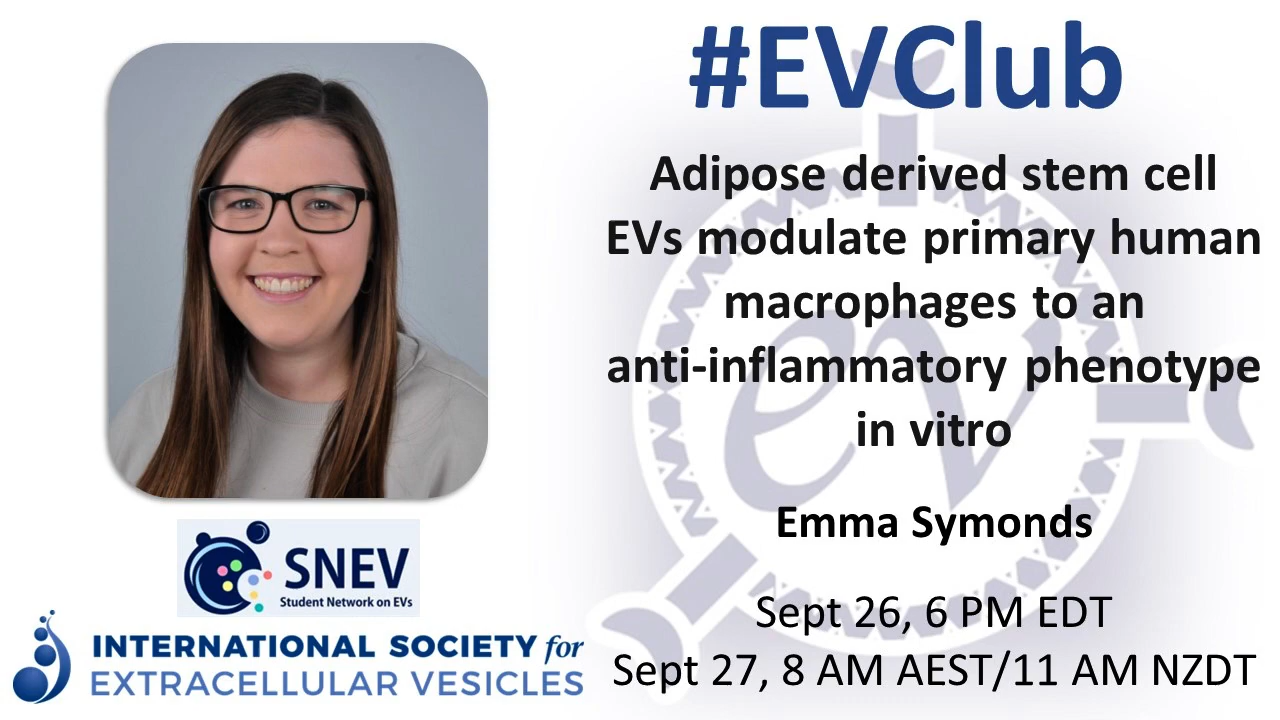 #EVClub
Adipose derived stem cell
EVs modulate primary human
macrophages to an
anti-inflammatory phenotype
in vitro
Emma Symonds
Sept 26, 6 PM EDT
Sept 27, 8 AM AEST/11 AM NZDT
SNEV
Student Network on EVs
INTERNATIONAL SOCIETY for
EXTRACELLULAR VESICLES
ev